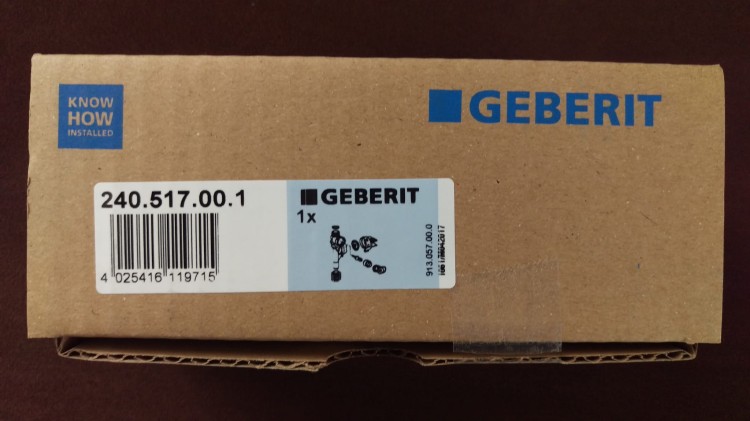 KNOW
HOW
INSTALLED
GEBERIT
240.517.00.1
4 025416 119715
GEBERIT
1x
913.057.00.0